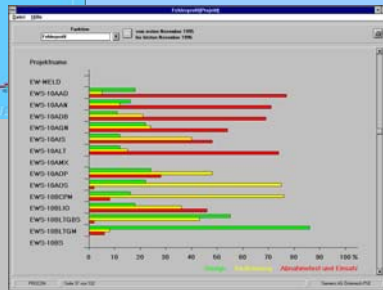 Fehlerprofil(Projekt)
Datei Hilfe
Funktion
Fehlerprofil
vom ersten November 1995
bis letzten November 1996
Projektname
EW-MELD
EWS-10AAD
EWS-10AAN
EWS-10ADB
EWS-10AGN
EWS-10AIS
EWS-10ALT
EWS-10AMX
EWS-10AOP
EWS-10AOS
EWS-10BCPM
EWS-10BLIO
EWS-10BLTGBS
EWS-10BLTGM
EWS-10BS
0 10 20 30 40 50 60 70 80 90 100 %
Design Abnahmetest und Einsatz
PROCON